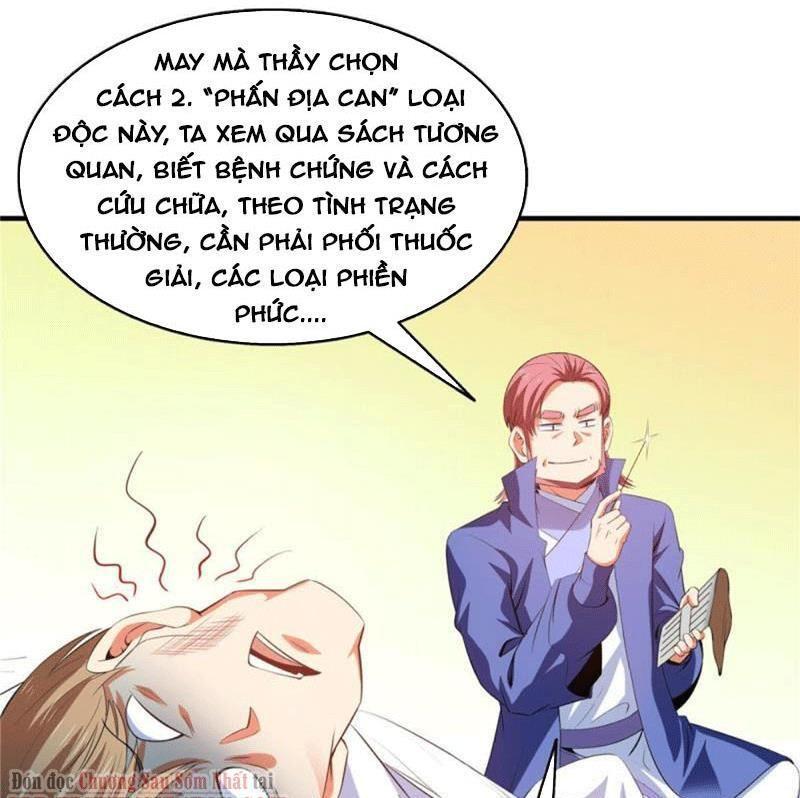 MAY MÀ THẦY CHỌN
CÁCH 2. “PHẤN ĐỊA CAN” LOẠI
ĐỘC NÀY, TA XEM QUA SÁCH TƯƠNG
QUAN, BIẾT BỆNH CHỨNG VÀ CÁCH
CỨU CHỮA, THEO TÌNH TRẠNG
THƯỜNG, CẦN PHẢI PHỐI THUỐC
GIẢI, CÁC LOẠI PHIỀN
PHỨC....
Đón đọc Chương Sau Sớm Nhất tại